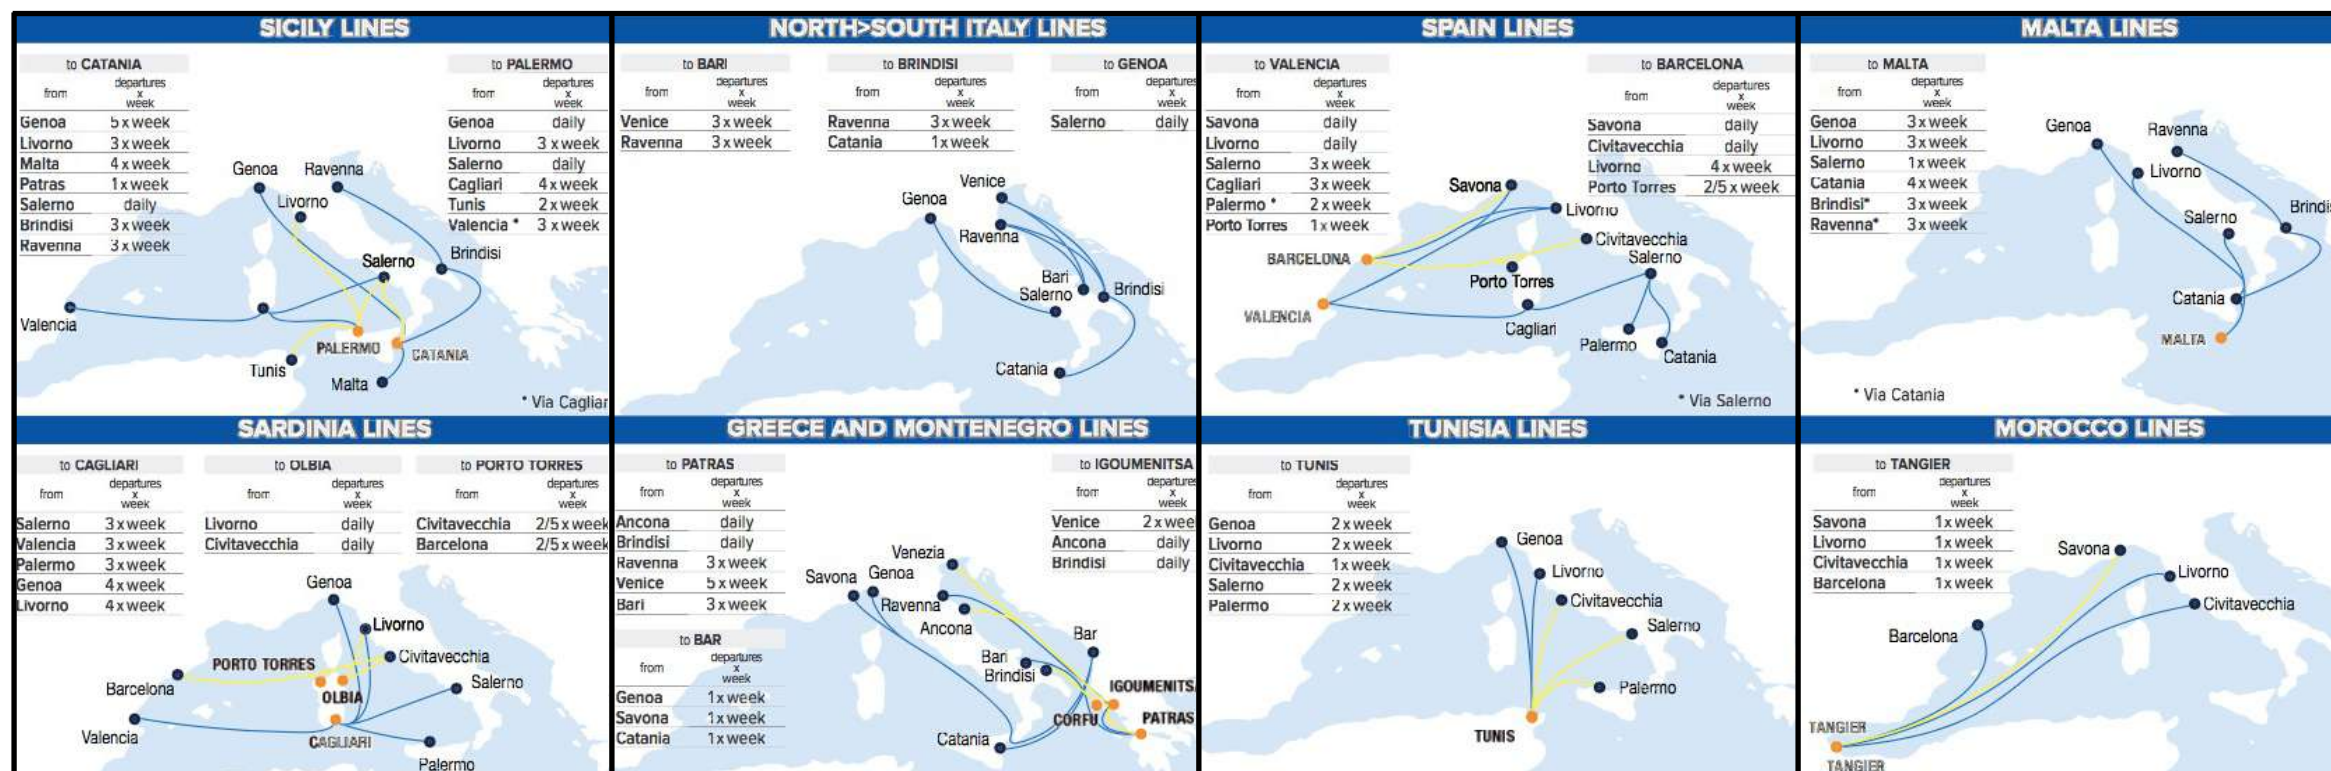 SICILY LINES
to CATANIA
from departures x week
Genoa 5 x week
Livorno 3 x week
Malta 4 x week
Patras 1 x week
Salerno daily
Brindisi 3 x week
Ravenna 3 x week
to PALERMO
from departures x week
Genoa daily
Livorno 3 x week
Salerno daily
Cagliari 4 x week
Tunis 2 x week
Valencia * 3 x week
Genoa
Ravenna
Livorno
Salerno
Brindisi
Valencia
PALERMO
CATANIA
Tunis
Malta
* Via Cagliar
NORTH>SOUTH ITALY LINES
to BARI
from departures x week
Venice 3 x week
Ravenna 3 x week
to BRINDISI
from departures x week
Ravenna 3 x week
Catania 1 x week
to GENOA
from departures x week
Salerno daily
Venice
Genoa
Ravenna
Bari
Salerno
Brindisi
Catania
SPAIN LINES
to VALENCIA
from departures x week
Savona daily
Livorno daily
Salerno 3 x week
Cagliari 3 x week
Palermo * 2 x week
Porto Torres 1 x week
to BARCELONA
from departures x week
Savona daily
Civitavecchia daily
Livorno 4 x week
Porto Torres 2/5 x week
Savona
Livorno
Civitavecchia
BARCELONA
Salerno
Porto Torres
VALENCIA
Cagliari
Palermo
Catania
* Via Salerno
MALTA LINES
to MALTA
from departures x week
Genoa 3 x week
Livorno 3 x week
Salerno 1 x week
Catania 4 x week
Brindisi* 3 x week
Ravenna* 3 x week
Genoa
Ravenna
Livorno
Salerno
Brindis
Catania
MALTA
* Via Catania
SARDINIA LINES
to CAGLIARI
from departures x week
Salerno 3 x week
Valencia 3 x week
Palermo 3 x week
Genoa 4 x week
Livorno 4 x week
to OLBIA
from departures x week
Livorno daily
Civitavecchia daily
to PORTO TORRES
from departures x week
Civitavecchia 2/5 x week
Barcelona 2/5 x week
Genoa
Livorno
PORTO TORRES
Civitavecchia
Barcelona
OLBIA
Salerno
Valencia
CAGLIARI
Palermo
GREECE AND MONTENEGRO LINES
to PATRAS
from departures x week
Ancona daily
Brindisi daily
Ravenna 3 x week
Venice 5 x week
Bari 3 x week
to BAR
from departures x week
Genoa 1 x week
Savona 1 x week
Catania 1 x week
to IGOUMENITSA
from departures x week
Venice 2 x wee
Ancona daily
Brindisi daily
Venezia
Savona
Genoa
Ravenna
Ancona
Bar
Bari
Brindisi
IGOUMENITS
CORFU
PATRAS
Catania
TUNISIA LINES
to TUNIS
from departures x week
Genoa 2 x week
Livorno 2 x week
Civitavecchia 1 x week
Salerno 2 x week
Palermo 2 x week
Genoa
Livorno
Civitavecchia
Salerno
Palermo
TUNIS
MOROCCO LINES
to TANGIER
from departures x week
Savona 1 x week
Livorno 1 x week
Civitavecchia 1 x week
Barcelona 1 x week
Savona
Livorno
Civitavecchia
Barcelona
TANGIER
TANGIER